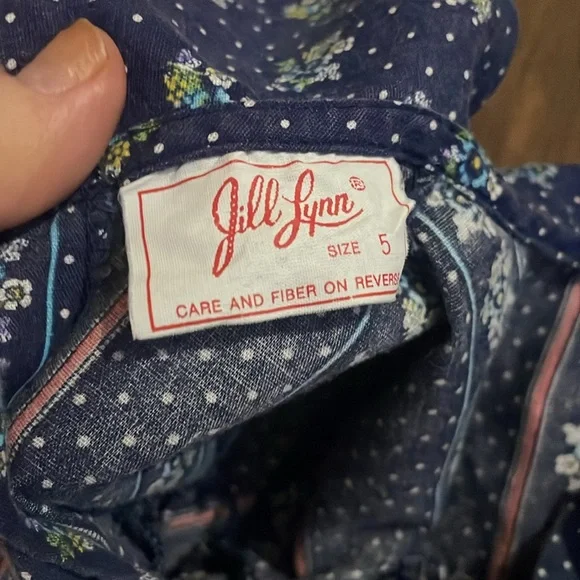 Jill Lynn ®
SIZE 5
CARE AND FIBER ON REVERS